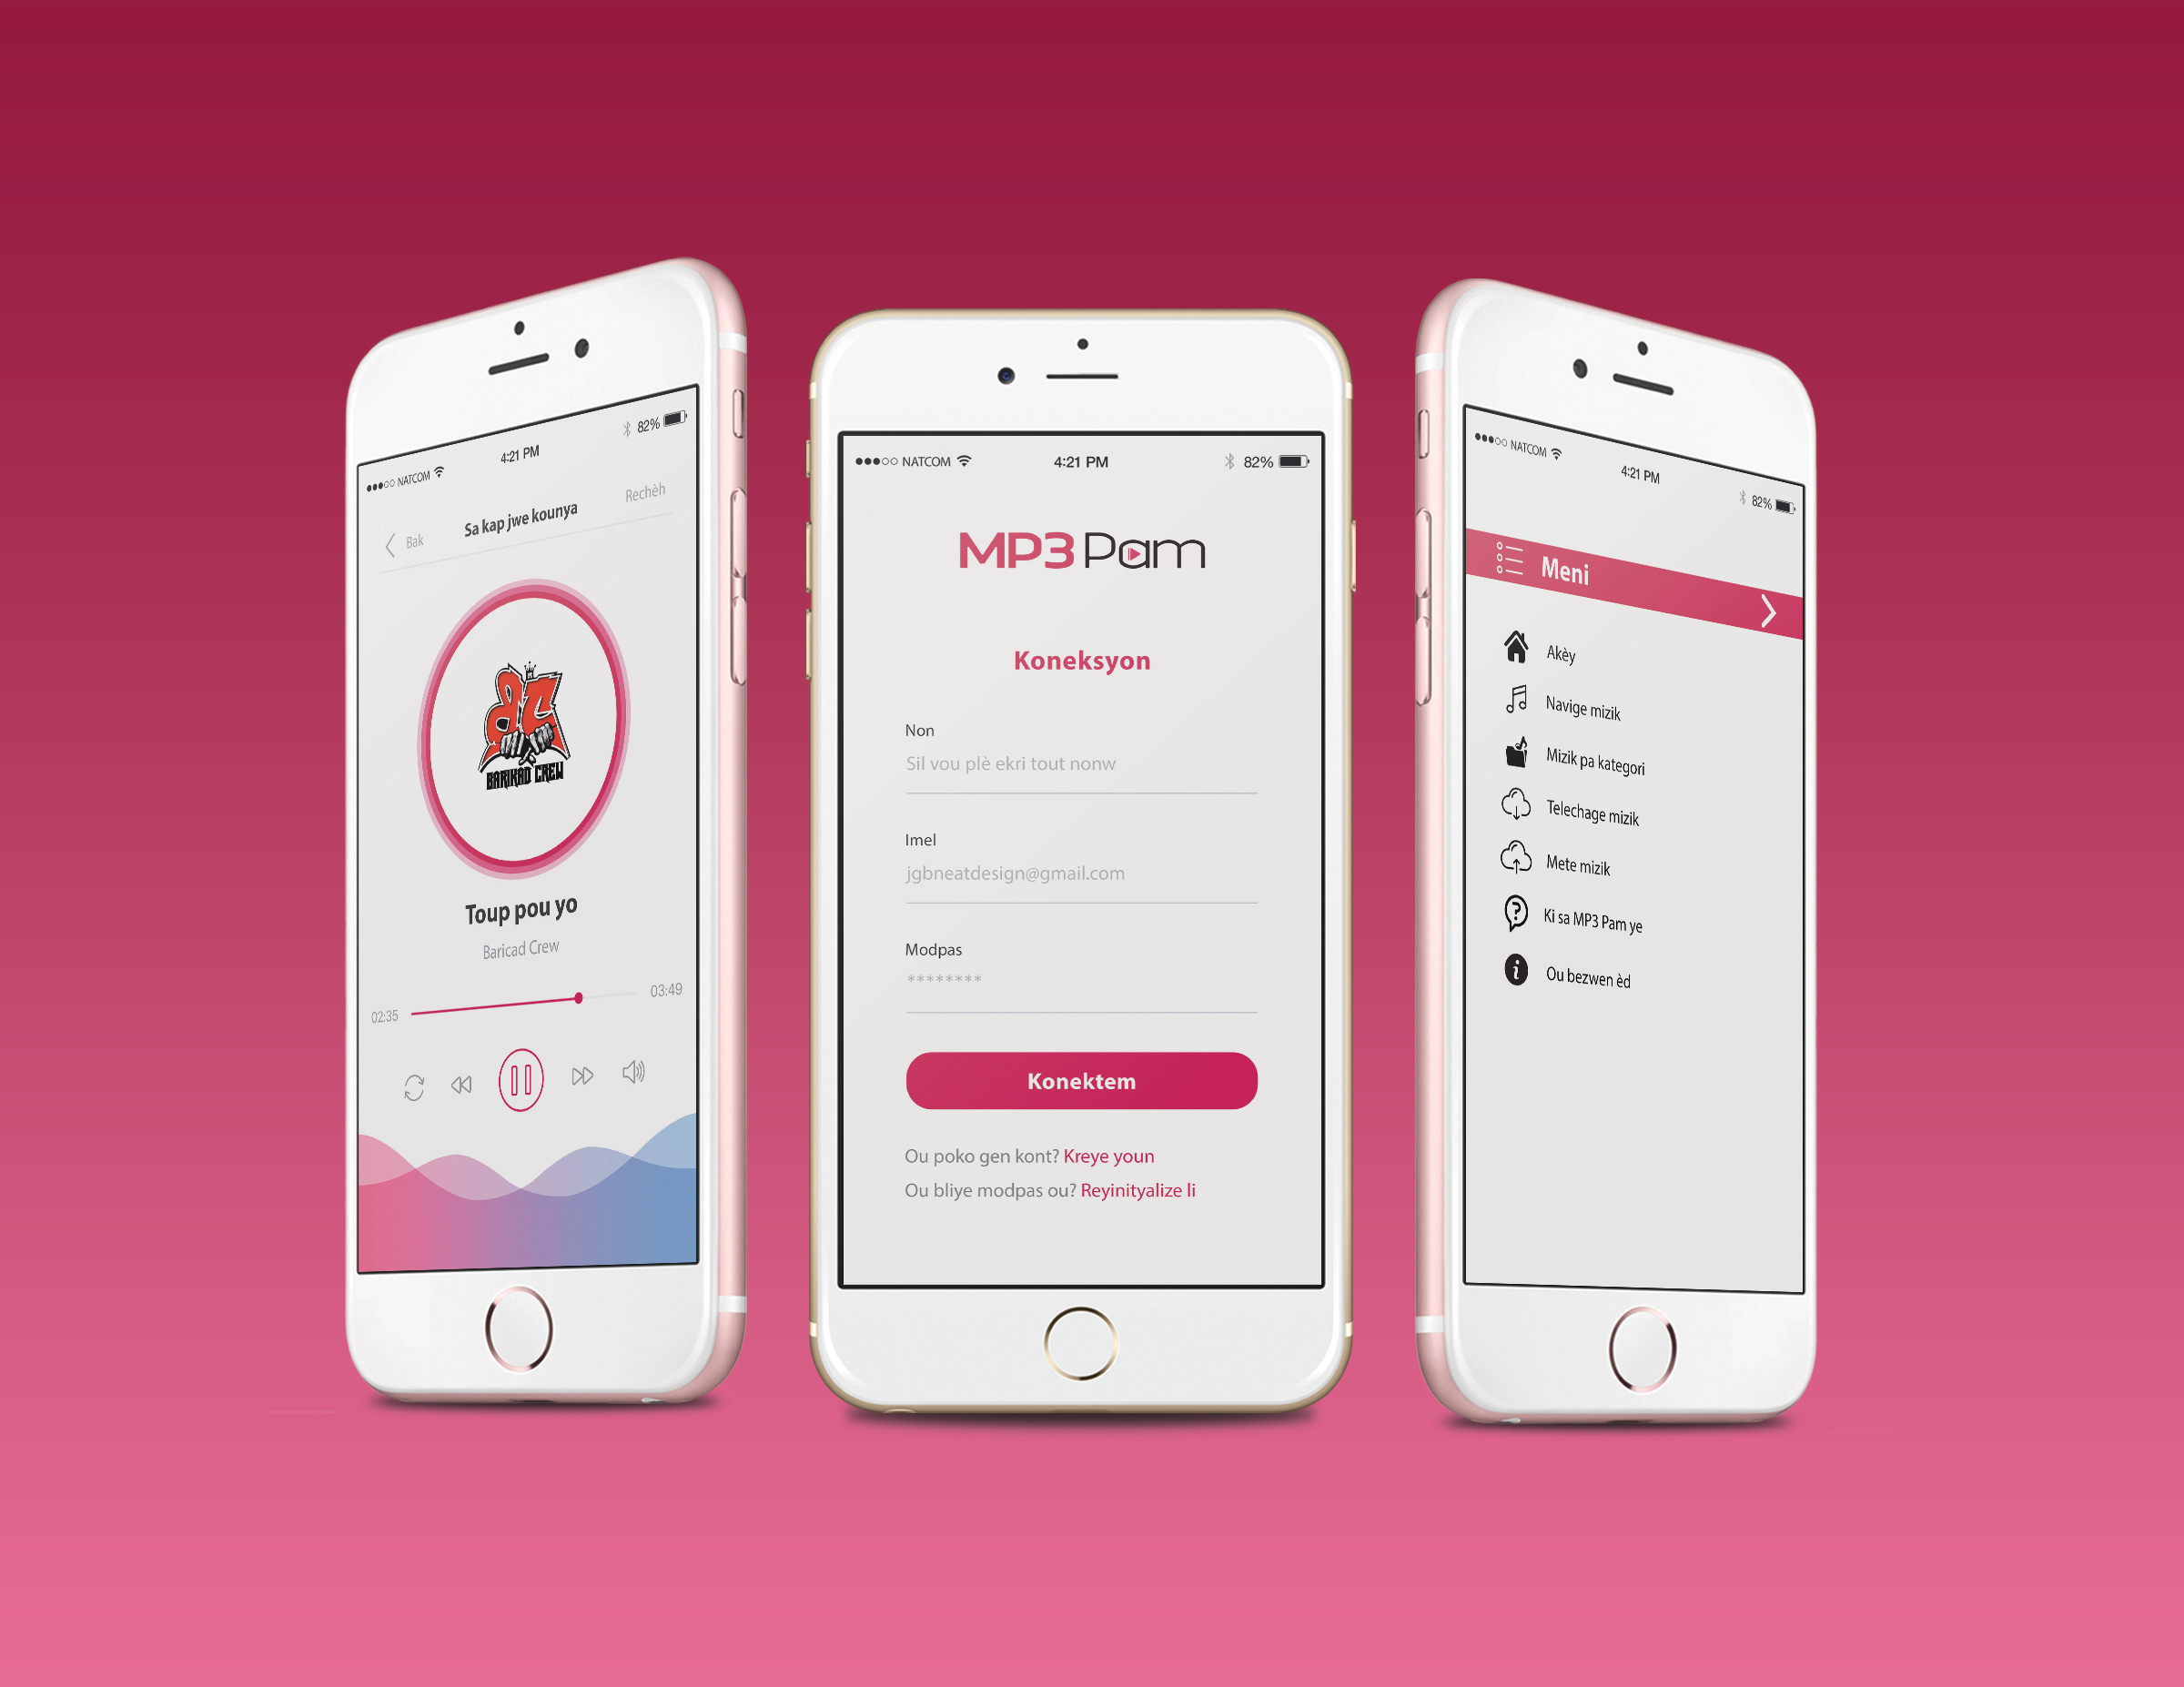 NATCOM 4:21 PM 82%
Bak Sa kap jwe kounya Rechèh
BC
BARIKAD CREW
Toup pou yo
Baricad Crew
02:35 03:49
NATCOM 4:21 PM 82%
MP3 Pam
Koneksyon
Non
Sil vou plè ekri tout nonw
Imel
jgbneatdesign@gmail.com
Modpas
********
Konektem
Ou poko gen kont? Kreye youn
Ou bliye modpas ou? Reyinityalize li
NATCOM 4:21 PM 82%
Meni
Akèy
Navige mizik
Mizik pa kategori
Telechage mizik
Mete mizik
Ki sa MP3 Pam ye
Ou bezwen èd